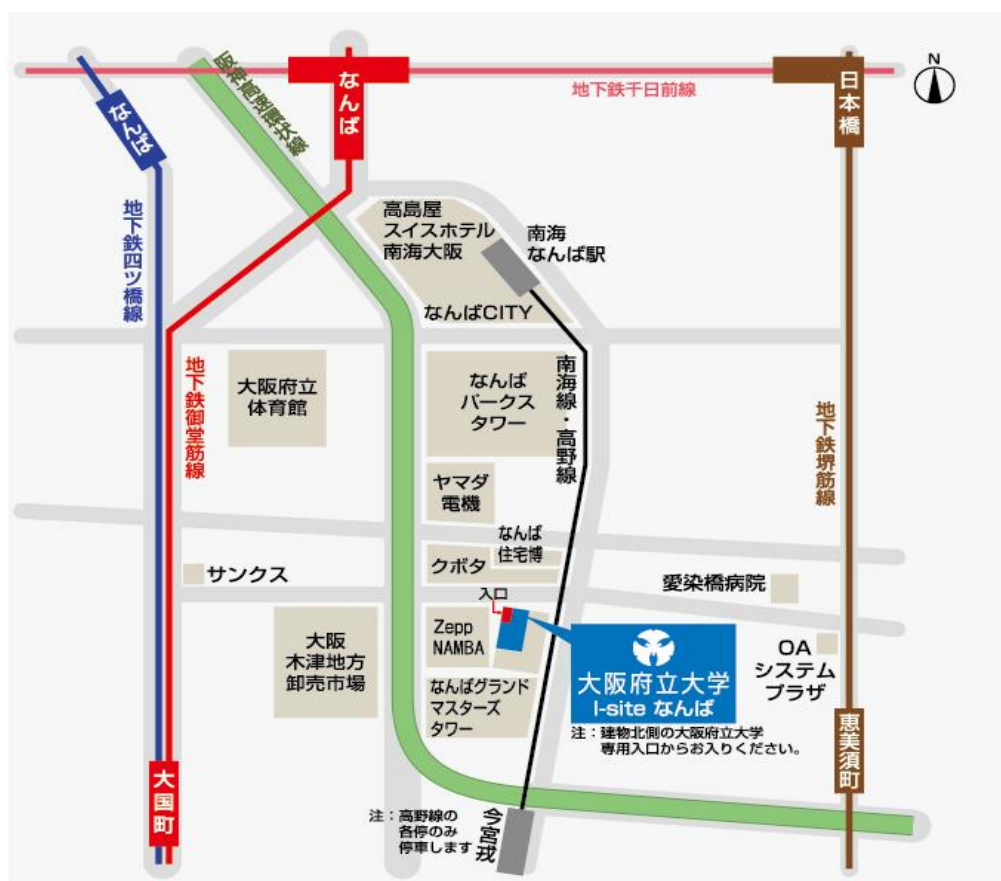 N
なんば
なんば
日本橋
地下鉄千日前線
阪神高速環状線
高島屋
スイスホテル
南海大阪
南海
なんば駅
なんばCITY
地下鉄四ツ橋線
地下鉄御堂筋線
大阪府立
体育館
なんば
パークス
タワー
南海線・高野線
地下鉄堺筋線
ヤマダ
電機
なんば
住宅博
クボタ
サンクス
愛染橋病院
入口
Zepp
NAMBA
大阪
木津地方
卸売市場
なんばグランド
マスターズ
タワー
大阪府立大学
I-site なんば
注：建物北側の大阪府立大学
専用入口からお入りください。
OA
システム
プラザ
恵美須町
大国町
注：高野線の
各停のみ
停車します
今宮戎